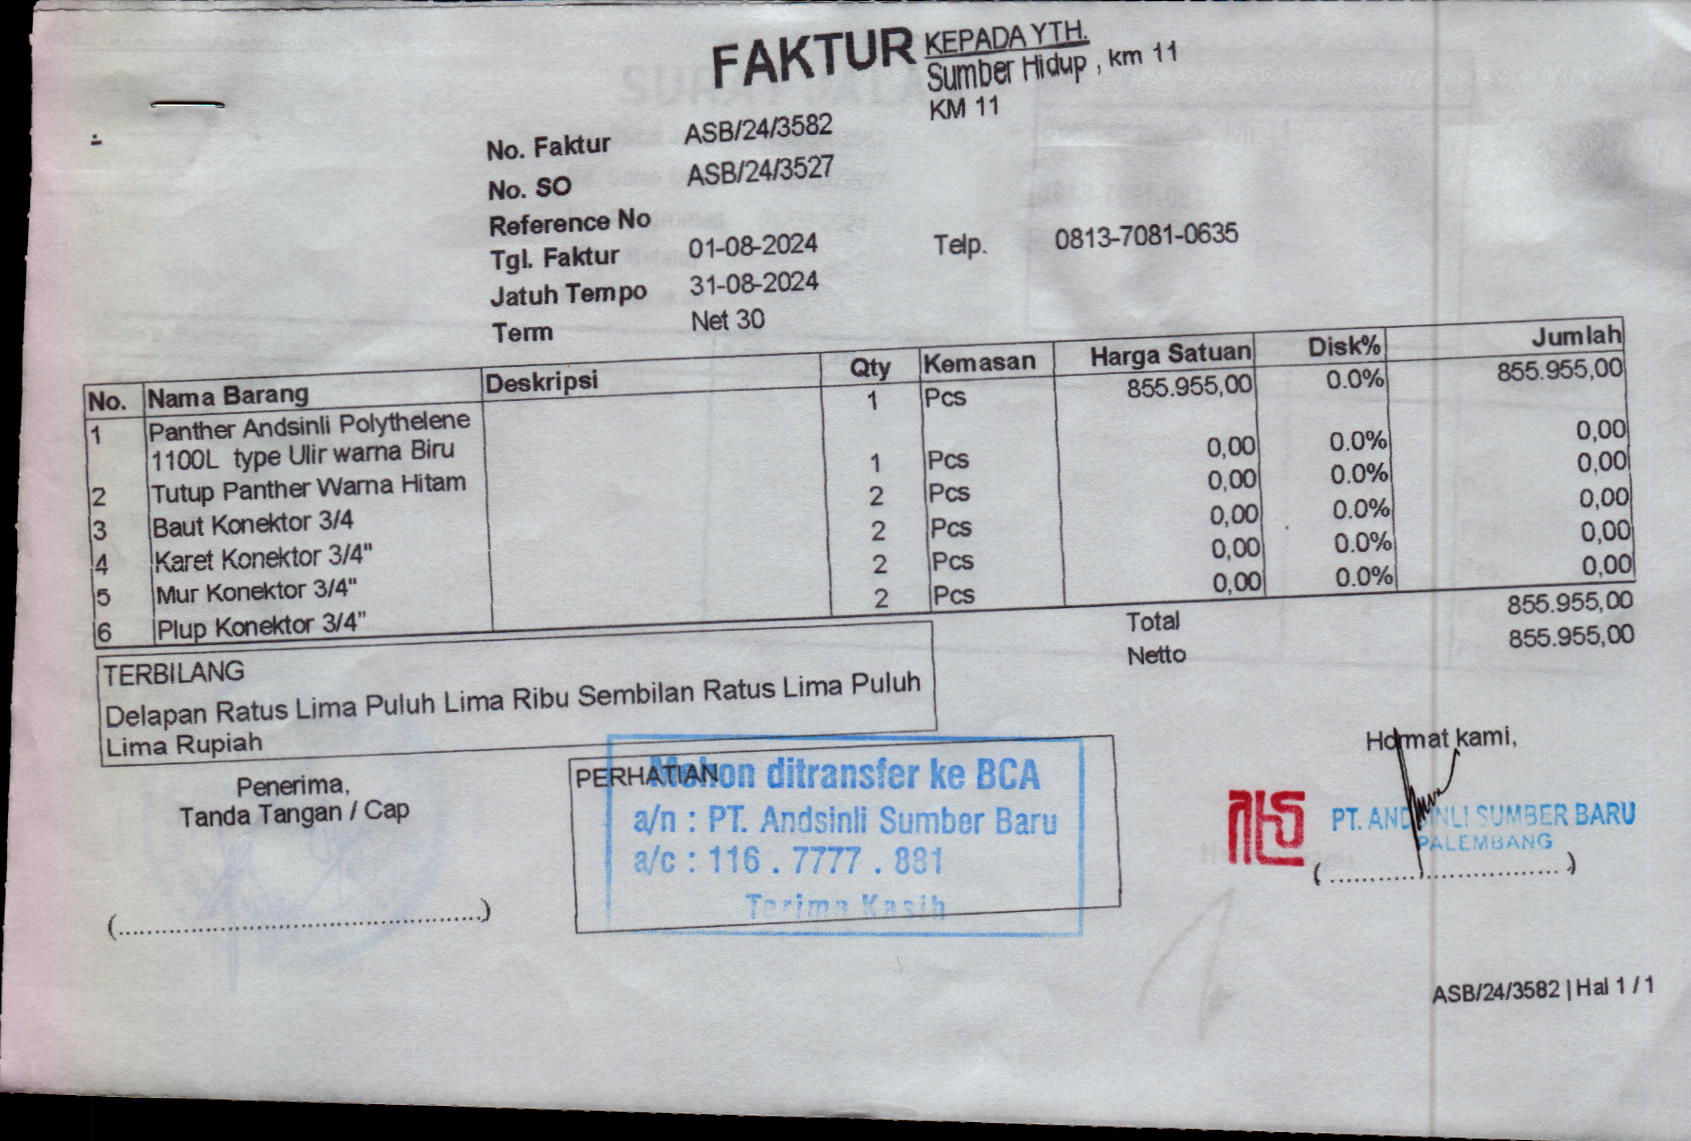 FAKTUR
KEPADA YTH.
Sumber Hidup , km 11
KM 11
No. Faktur ASB/24/3582
No. SO ASB/24/3527
Reference No
Tgl. Faktur 01-08-2024 Telp. 0813-7081-0635
Jatuh Tempo 31-08-2024
Term Net 30
No. Nama Barang Deskripsi Qty Kemasan Harga Satuan Disk% Jumlah
1 Panther Andsinli Polythelene 1 Pcs 855.955,00 0.0% 855.955,00
1100L type Ulir warna Biru
2 Tutup Panther Warna Hitam 1 Pcs 0,00 0.0% 0,00
3 Baut Konektor 3/4 2 Pcs 0,00 0.0% 0,00
4 Karet Konektor 3/4" 2 Pcs 0,00 0.0% 0,00
5 Mur Konektor 3/4" 2 Pcs 0,00 0.0% 0,00
6 Plup Konektor 3/4" 2 Pcs 0,00 0.0% 0,00
Total 855.955,00
Netto 855.955,00
TERBILANG
Delapan Ratus Lima Puluh Lima Ribu Sembilan Ratus Lima Puluh
Lima Rupiah
Penerima,
Tanda Tangan / Cap
(..................................................)
PERHATIAN
Mohon ditransfer ke BCA
a/n : PT. Andsinli Sumber Baru
a/c : 116 . 7777 . 881
Terima Kasih
Hormat kami,
PT. ANDSINLI SUMBER BARU
PALEMBANG
(..................................)
ASB/24/3582 | Hal 1 / 1